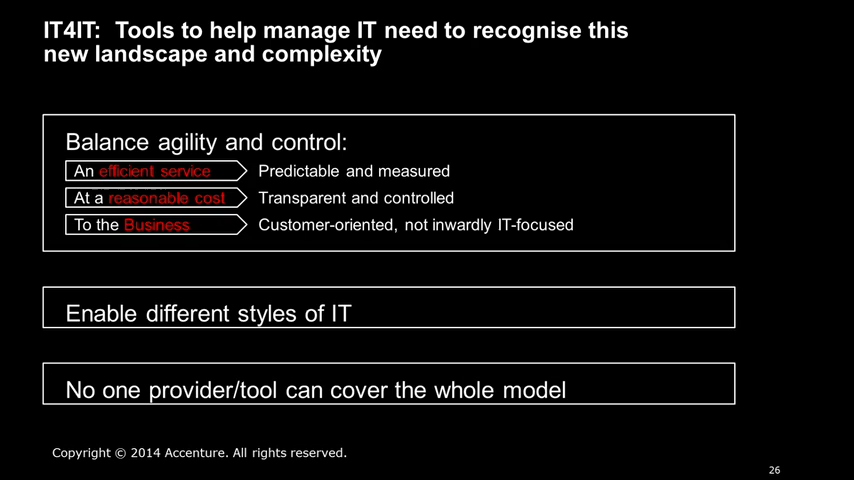 IT4IT:  Tools to help manage IT need to recognise this
new landscape and complexity
Balance agility and control:
An efficient service
Predictable and measured
At a reasonable cost
Transparent and controlled
To the Business
Customer-oriented, not inwardly IT-focused
Enable different styles of IT
No one provider/tool can cover the whole model
Copyright © 2014 Accenture. All rights reserved.
26